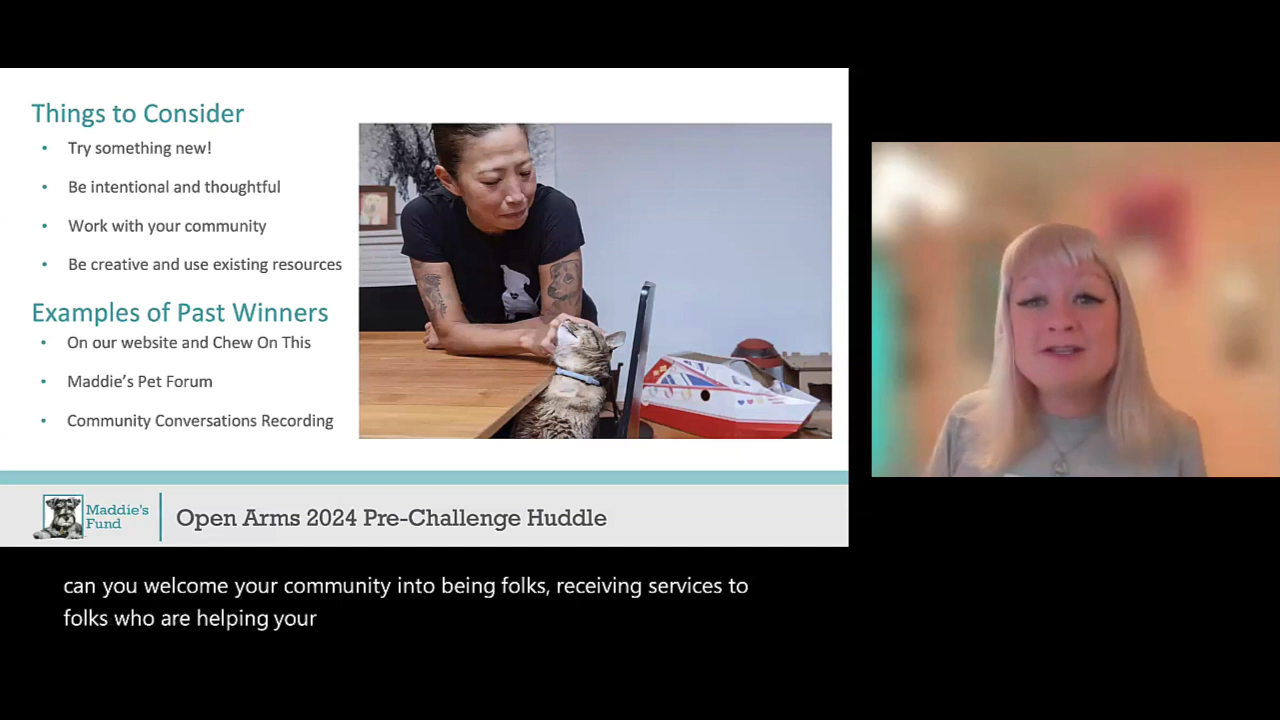 Things to Consider
• Try something new!
• Be intentional and thoughtful
• Work with your community
• Be creative and use existing resources
Examples of Past Winners
• On our website and Chew On This
• Maddie’s Pet Forum
• Community Conversations Recording
Maddie's
Fund
Open Arms 2024 Pre-Challenge Huddle
can you welcome your community into being folks, receiving services to
folks who are helping your